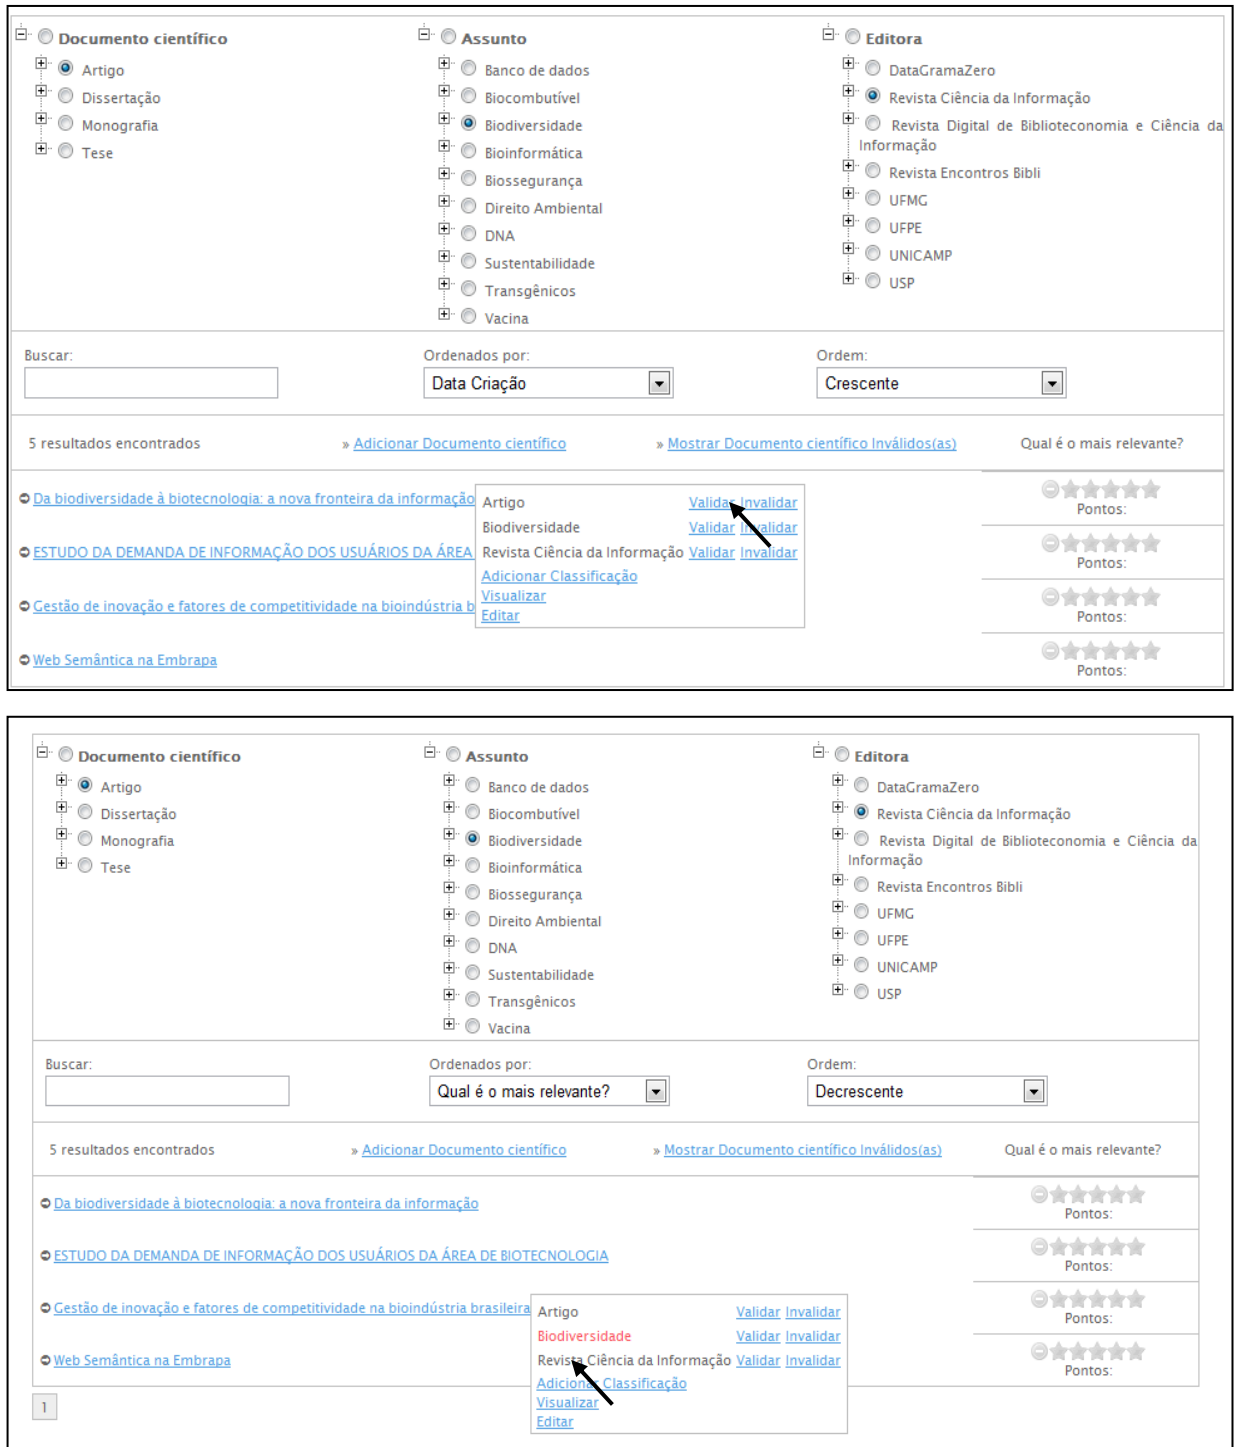 Documento científico
Artigo
Dissertação
Monografia
Tese
Assunto
Banco de dados
Biocombutível
Biodiversidade
Bioinformática
Biossegurança
Direito Ambiental
DNA
Sustentabilidade
Transgênicos
Vacina
Editora
DataGramaZero
Revista Ciência da Informação
Revista Digital de Biblioteconomia e Ciência da
Informação
Revista Encontros Bibli
UFMG
UFPE
UNICAMP
USP
Buscar:
Ordenados por:
Data Criação
Ordem:
Crescente
5 resultados encontrados » Adicionar Documento científico » Mostrar Documento científico Inválidos(as) Qual é o mais relevante?
Da biodiversidade à biotecnologia: a nova fronteira da informação
Pontos:
ESTUDO DA DEMANDA DE INFORMAÇÃO DOS USUÁRIOS DA ÁREA
Pontos:
Gestão de inovação e fatores de competitividade na bioindústria b
Pontos:
Web Semântica na Embrapa
Pontos:
Artigo Validar Invalidar
Biodiversidade Validar Invalidar
Revista Ciência da Informação Validar Invalidar
Adicionar Classificação
Visualizar
Editar
Documento científico
Artigo
Dissertação
Monografia
Tese
Assunto
Banco de dados
Biocombutível
Biodiversidade
Bioinformática
Biossegurança
Direito Ambiental
DNA
Sustentabilidade
Transgênicos
Vacina
Editora
DataGramaZero
Revista Ciência da Informação
Revista Digital de Biblioteconomia e Ciência da
Informação
Revista Encontros Bibli
UFMG
UFPE
UNICAMP
USP
Buscar:
Ordenados por:
Qual é o mais relevante?
Ordem:
Decrescente
5 resultados encontrados » Adicionar Documento científico » Mostrar Documento científico Inválidos(as) Qual é o mais relevante?
Da biodiversidade à biotecnologia: a nova fronteira da informação
Pontos:
ESTUDO DA DEMANDA DE INFORMAÇÃO DOS USUÁRIOS DA ÁREA DE BIOTECNOLOGIA
Pontos:
Gestão de inovação e fatores de competitividade na bioindústria brasileira
Pontos:
Web Semântica na Embrapa
Pontos:
Artigo Validar Invalidar
Biodiversidade Validar Invalidar
Revista Ciência da Informação Validar Invalidar
Adicionar Classificação
Visualizar
Editar
1